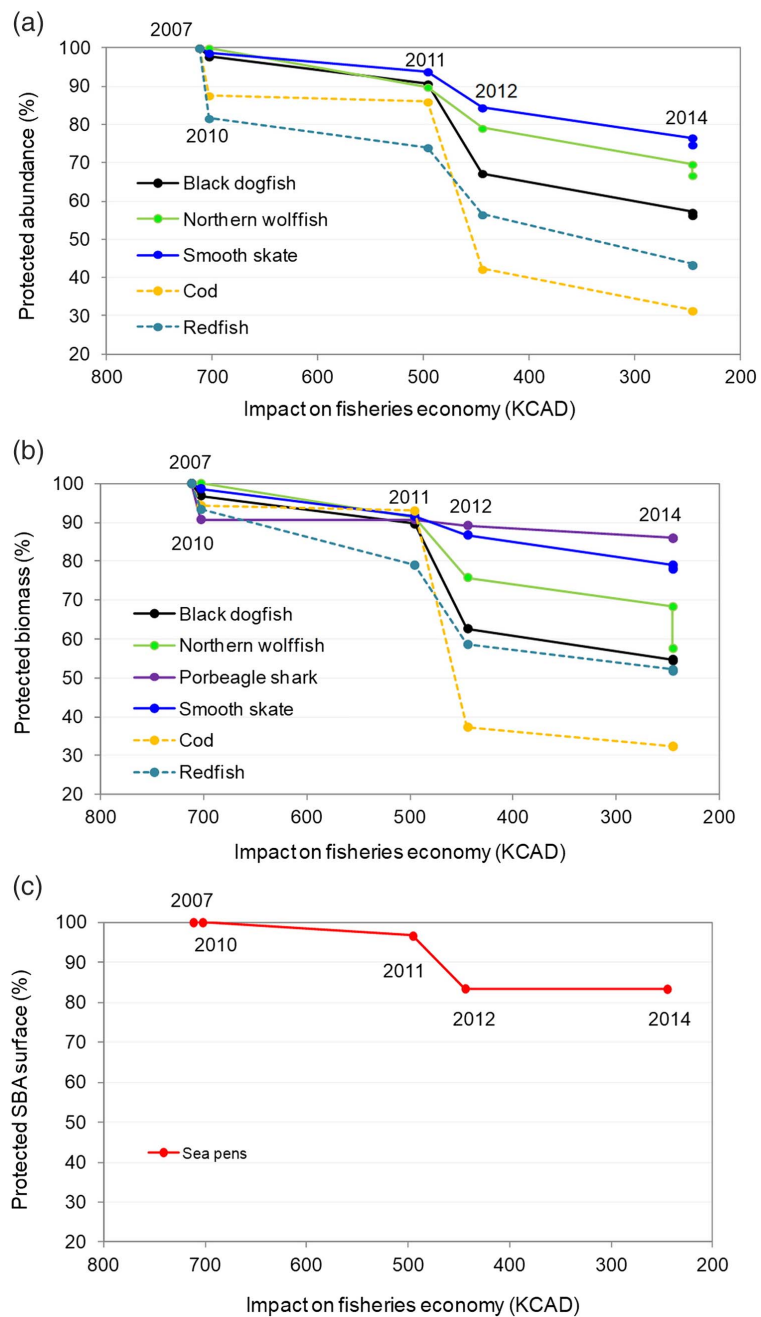 (a)
Protected abundance (%)
100
90
80
70
60
50
40
30
20
2007
2010
2011
2012
2014
Black dogfish
Northern wolffish
Smooth skate
Cod
Redfish
800 700 600 500 400 300 200
Impact on fisheries economy (KCAD)
(b)
Protected biomass (%)
100
90
80
70
60
50
40
30
20
2007
2010
2011
2012
2014
Black dogfish
Northern wolffish
Porbeagle shark
Smooth skate
Cod
Redfish
800 700 600 500 400 300 200
Impact on fisheries economy (KCAD)
(c)
Protected SBA surface (%)
100
90
80
70
60
50
40
30
20
2007
2010
2011
2012
2014
Sea pens
800 700 600 500 400 300 200
Impact on fisheries economy (KCAD)